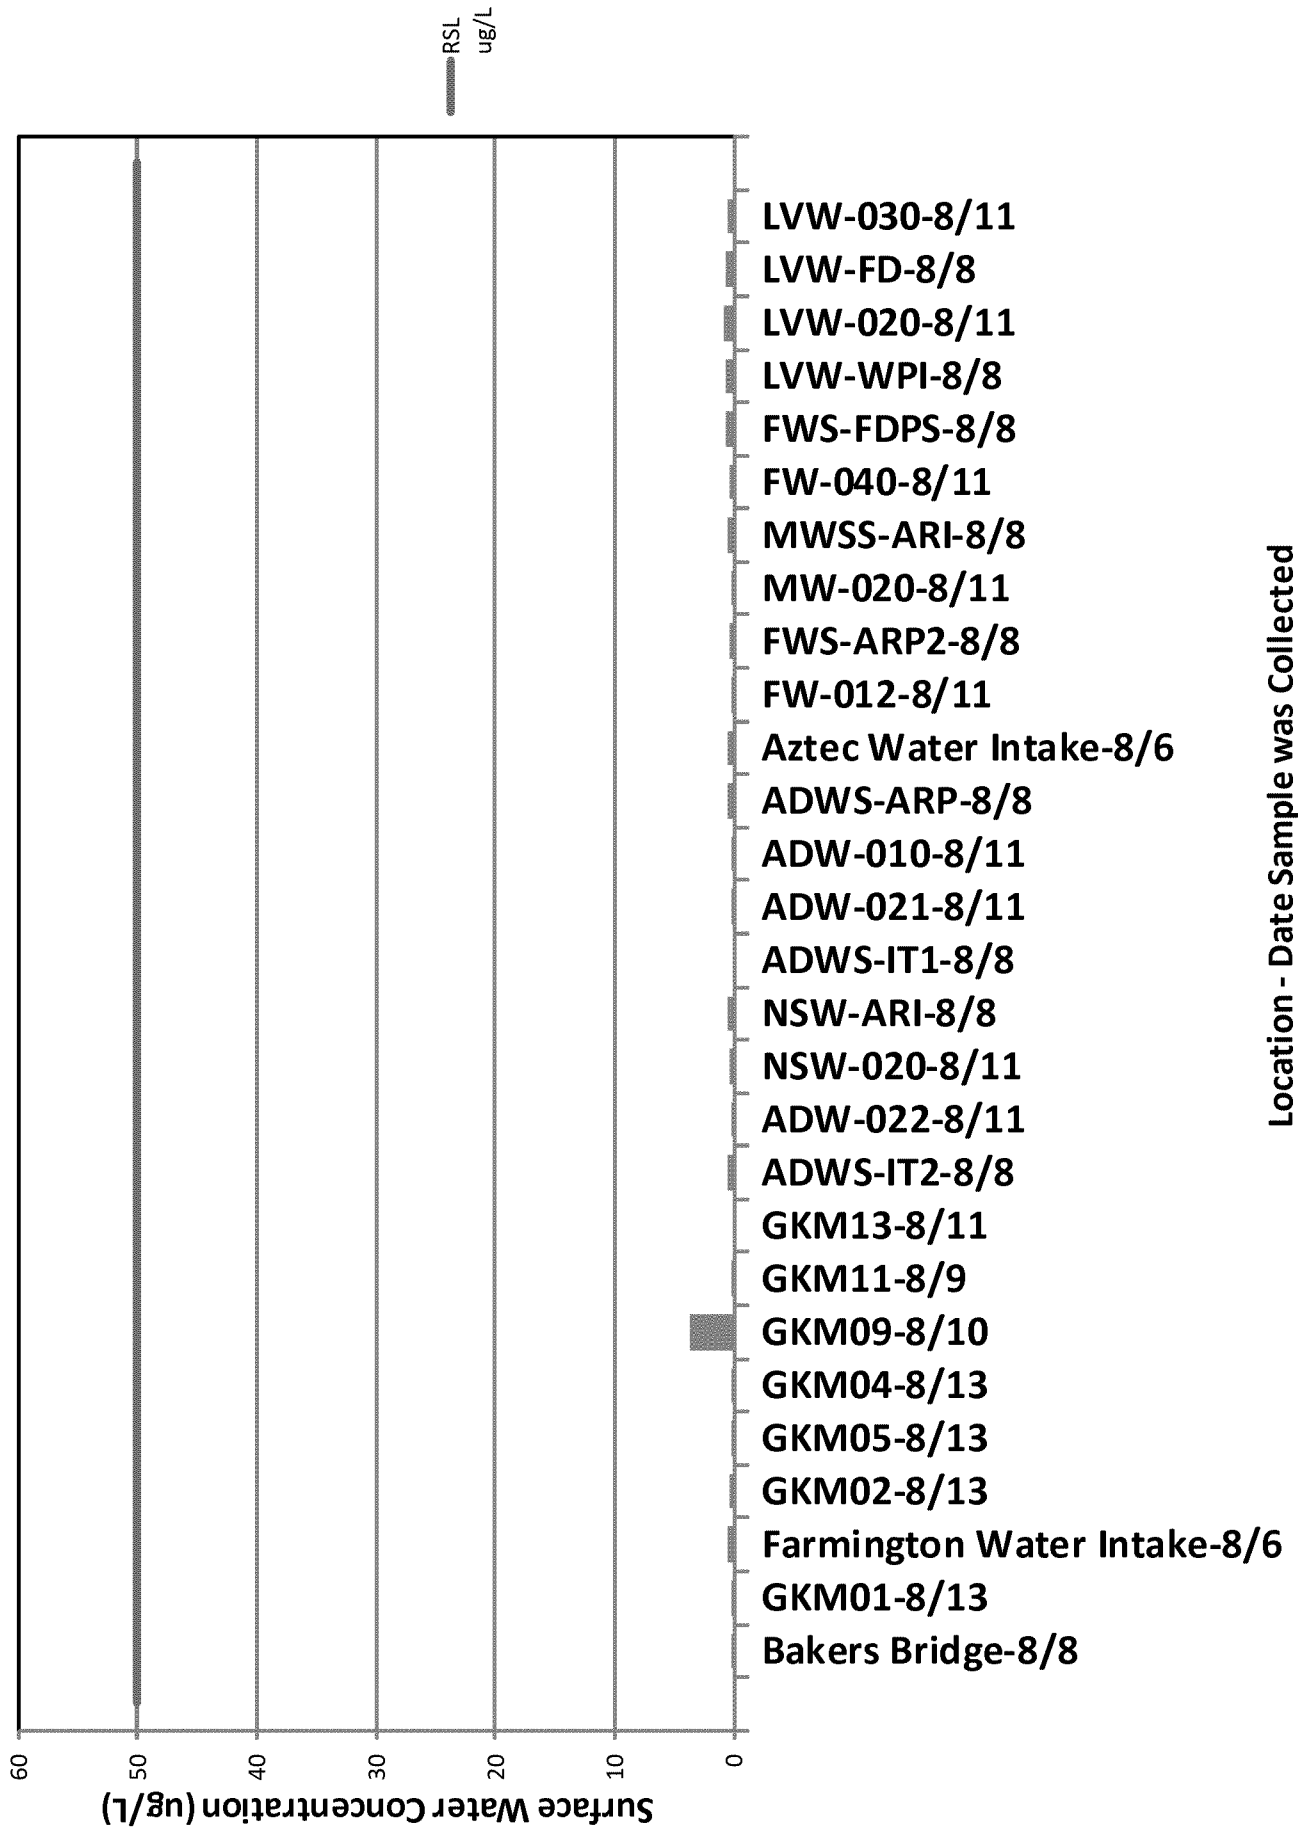 60
50
40
30
20
10
0
Surface Water Concentration (ug/L)
Bakers Bridge-8/8
GKM01-8/13
Farmington Water Intake-8/6
GKM02-8/13
GKM05-8/13
GKM04-8/13
GKM09-8/10
GKM11-8/9
GKM13-8/11
ADWS-IT2-8/8
ADW-022-8/11
NSW-020-8/11
NSW-ARI-8/8
ADWS-IT1-8/8
ADW-021-8/11
ADW-010-8/11
ADWS-ARP-8/8
Aztec Water Intake-8/6
FW-012-8/11
FWS-ARP2-8/8
MW-020-8/11
MWSS-ARI-8/8
FW-040-8/11
FWS-FDPS-8/8
LVW-WPI-8/8
LVW-020-8/11
LVW-FD-8/8
LVW-030-8/11
Location - Date Sample was Collected
RSL
ug/L